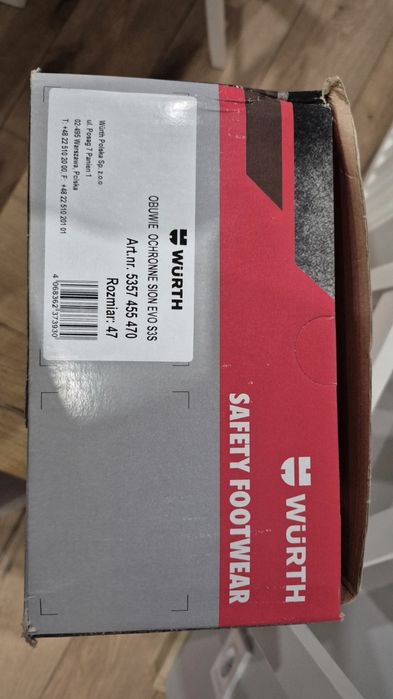 WÜRTH
SAFETY FOOTWEAR
WÜRTH
OBUWIE OCHRONNE SION EVO S3S
Art.nr. 5357 455 470
Rozmiar: 47
Würth Polska Sp. z.o.o
ul. Posag 7 Panien 1
02-495 Warszawa, Polska
T: +48 22 510 20 00, F: +48 22 510 201 01
4 068362 373930